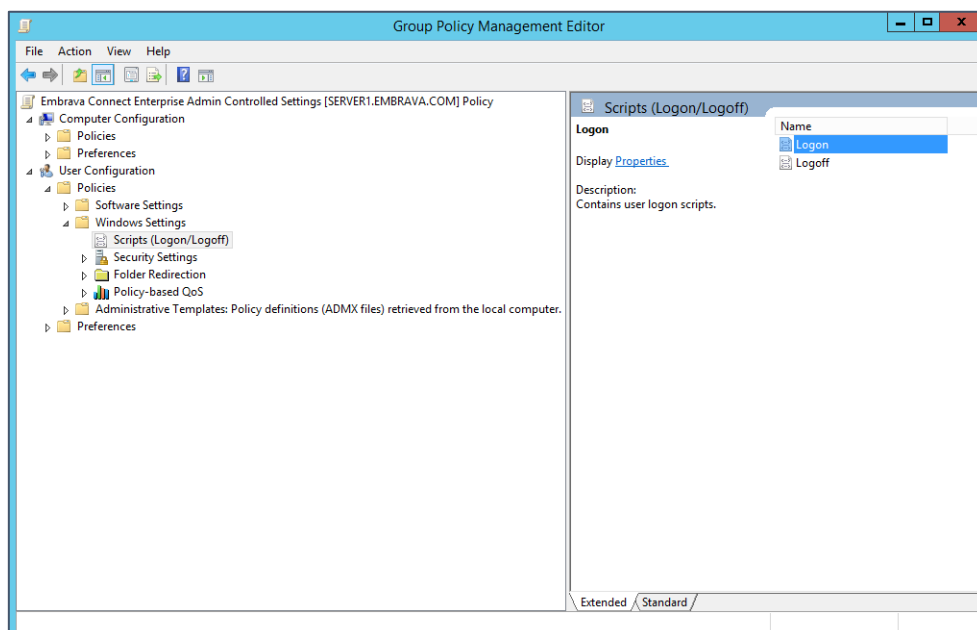 Group Policy Management Editor
File Action View Help
Embrava Connect Enterprise Admin Controlled Settings [SERVER1.EMBRAVA.COM] Policy
Computer Configuration
Policies
Preferences
User Configuration
Policies
Software Settings
Windows Settings
Scripts (Logon/Logoff)
Security Settings
Folder Redirection
Policy-based QoS
Administrative Templates: Policy definitions (ADMX files) retrieved from the local computer.
Preferences
Scripts (Logon/Logoff)
Logon
Display Properties
Description:
Contains user logon scripts.
Name
Logon
Logoff
Extended Standard